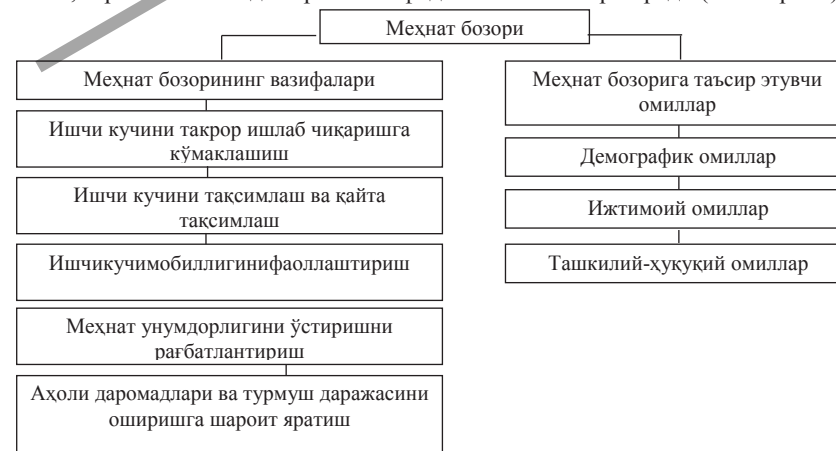 Меҳнат бозори
Меҳнат бозорининг вазифалари
Ишчи кучини такрор ишлаб чиқаришга
кўмаклашиш
Ишчи кучини тақсимлаш ва қайта
тақсимлаш
Ишчикучимобиллигинифаоллаштириш
Меҳнат унумдорлигини ўстиришни
рағбатлантириш
Аҳоли даромадлари ва турмуш даражасини
оширишга шароит яратиш
Меҳнат бозорига таъсир этувчи
омиллар
Демографик омиллар
Ижтимоий омиллар
Ташкилий-ҳуқуқий омиллар